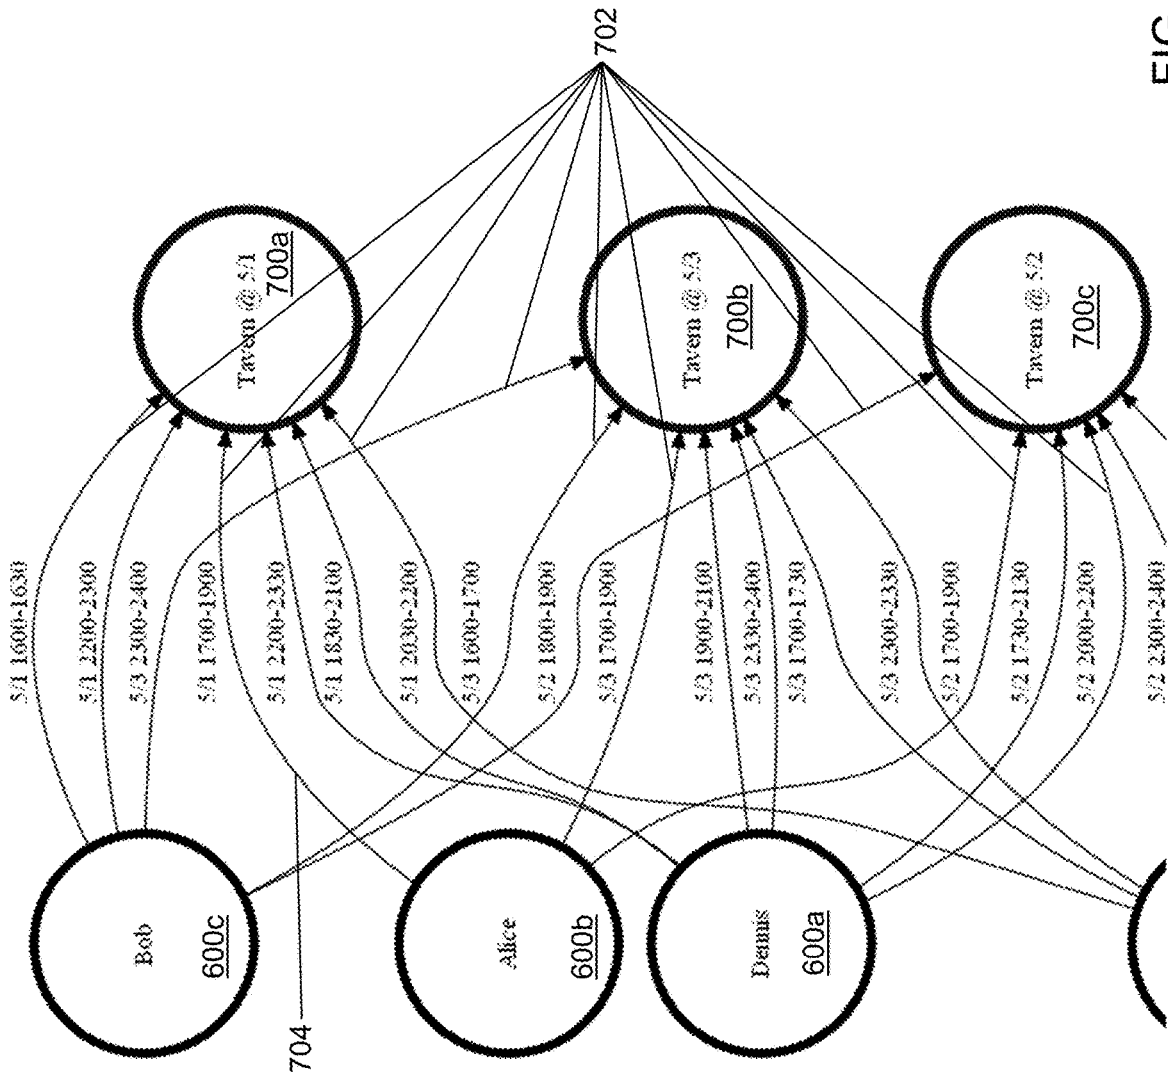 702
Tavern @ 5/1
700a
Tavern @ 5/3
700b
Tavern @ 5/2
700c
5/1 1600-1630
5/1 2200-2300
5/3 2300-2400
5/1 1700-1900
5/1 2200-2330
5/1 1830-2100
5/1 2030-2200
5/3 1600-1700
5/2 1800-1900
5/3 1700-1900
5/3 1900-2100
5/3 2330-2400
5/3 1700-1730
5/3 2300-2330
5/2 1700-1900
5/2 1730-2130
5/2 2000-2200
5/2 2300-2400
Bob
600c
Alice
600b
Dennis
600a
704